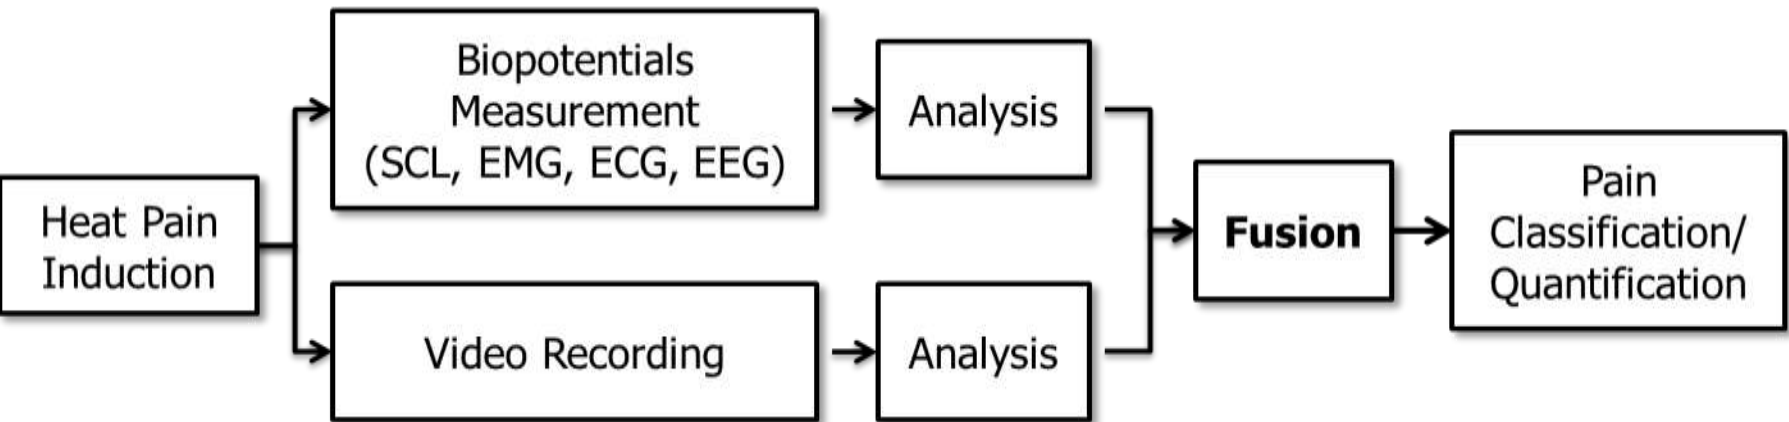 Heat Pain
Induction
Biopotentials
Measurement
(SCL, EMG, ECG, EEG)
Analysis
Video Recording
Analysis
Fusion
Pain
Classification/
Quantification